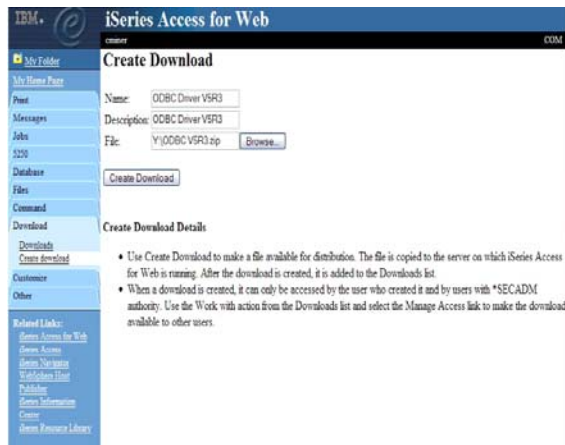 IBM.
iSeries Access for Web
cminer
COM
My Folder
My Home Page
Print
Messages
Jobs
5250
Database
Files
Command
Download
Downloads
Create download
Customize
Other
Related Links:
iSeries Access for Web
iSeries Access
iSeries Navigator
WebSphere Host
Publisher
iSeries Information
Center
iSeries Resource Library
Create Download
Name: ODBC Driver V5R3
Description: ODBC Driver V5R3
File: Y:\ODBC V5R3.zip Browse...
Create Download
Create Download Details
• Use Create Download to make a file available for distribution. The file is copied to the server on which iSeries Access
for Web is running. After the download is created, it is added to the Downloads list.
• When a download is created, it can only be accessed by the user who created it and by users with *SECADM
authority. Use the Work with action from the Downloads list and select the Manage Access link to make the download
available to other users.